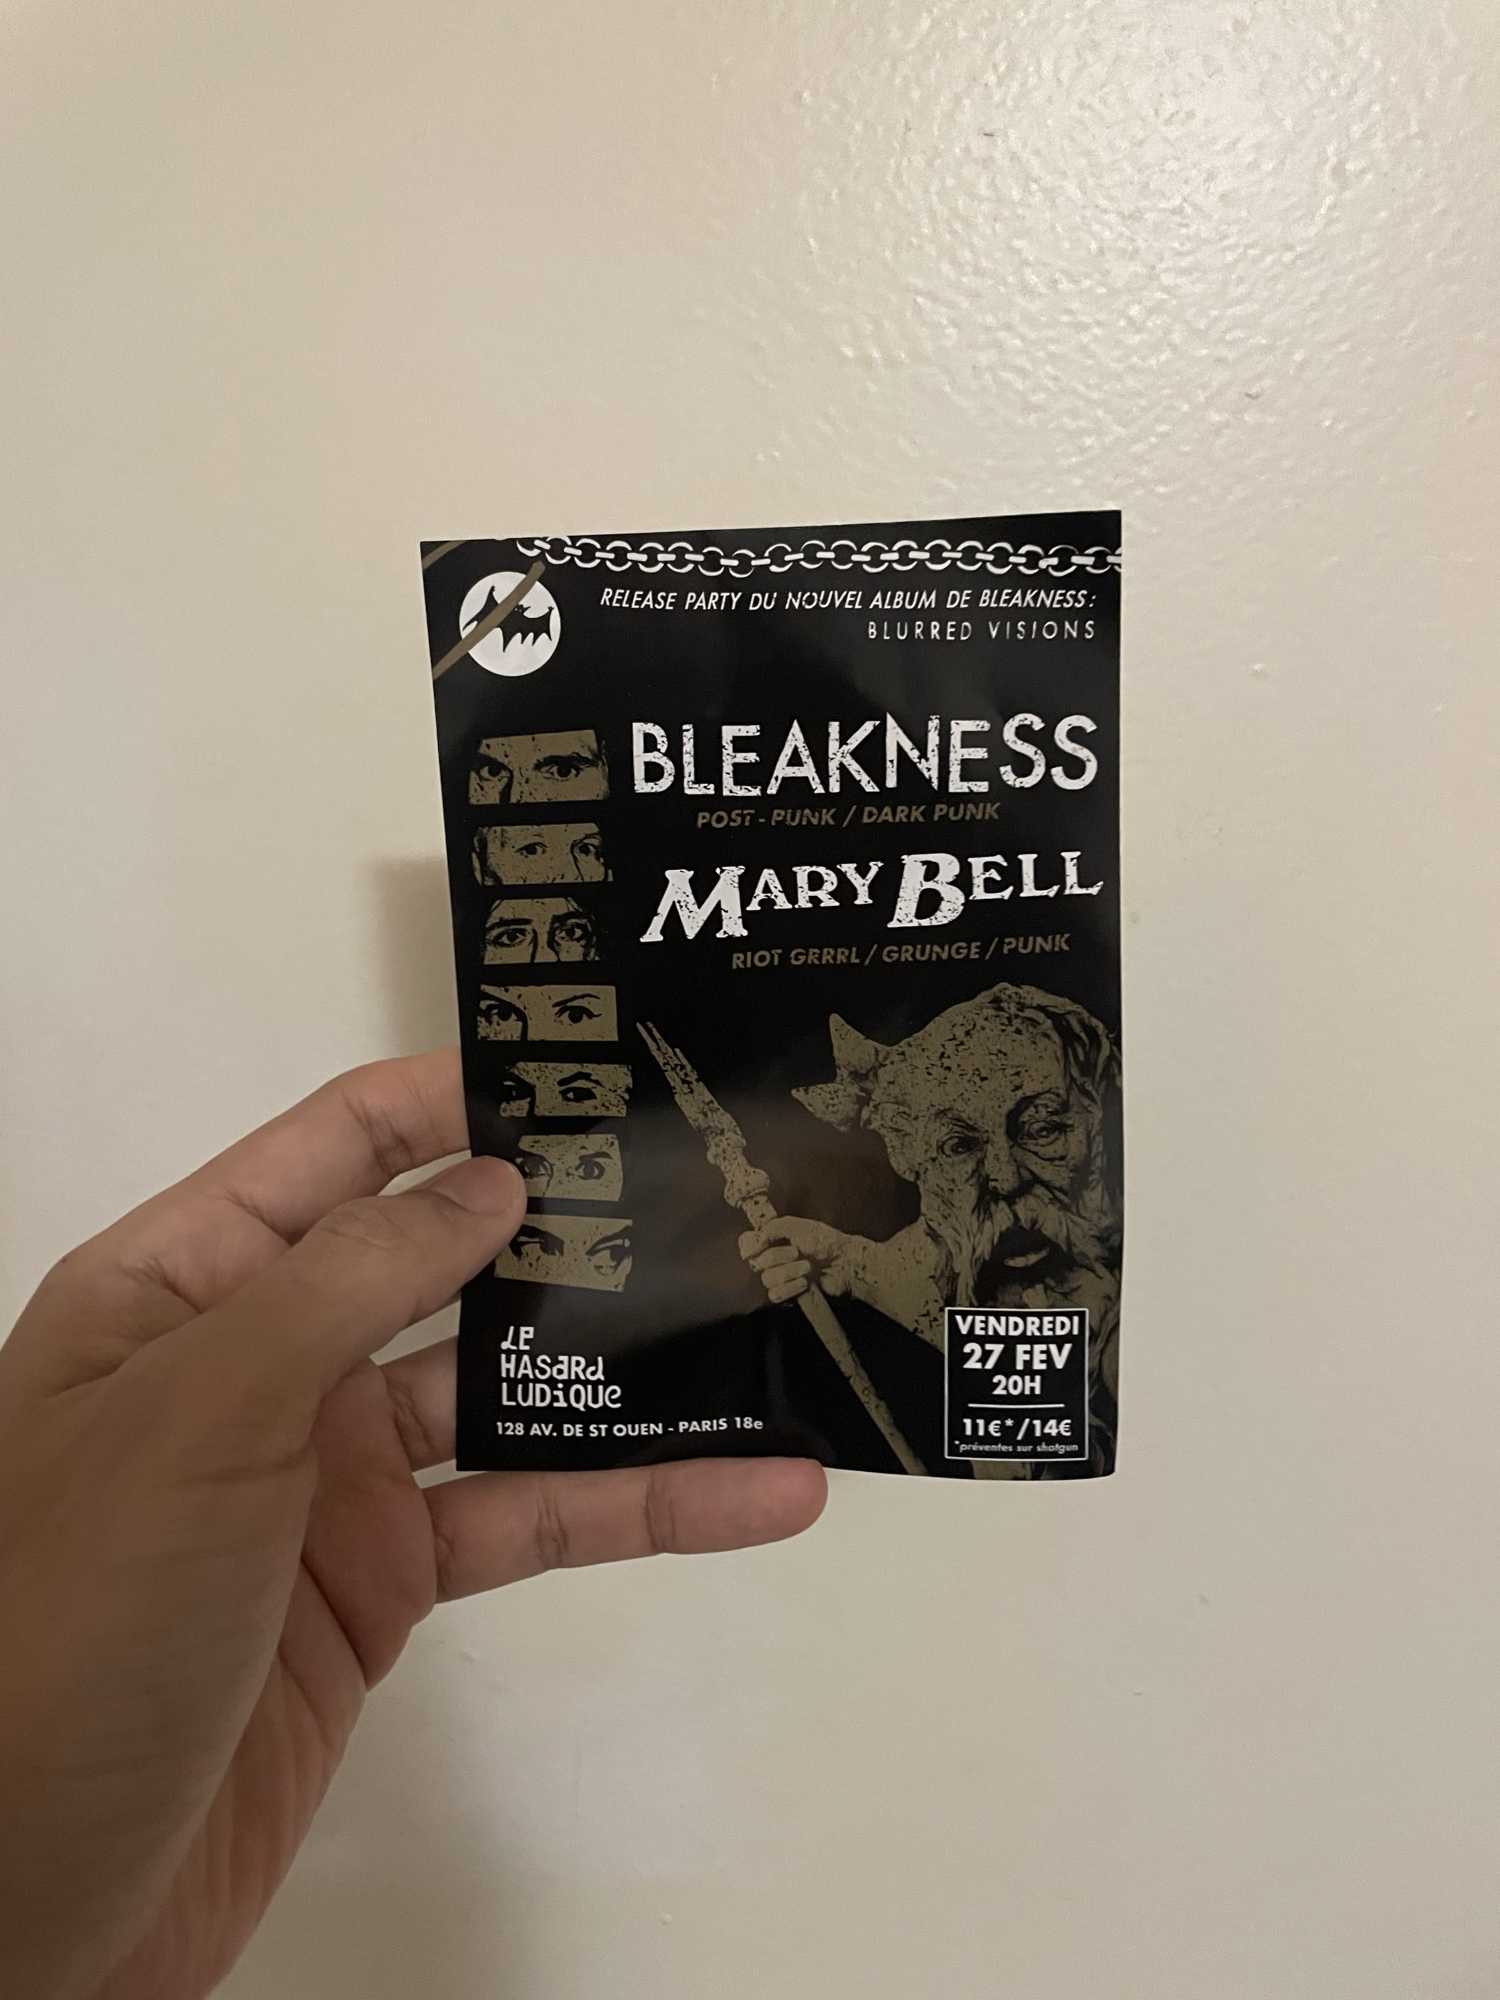 RELEASE PARTY DU NOUVEL ALBUM DE BLEAKNESS:
BLURRED VISIONS
BLEAKNESS
POST-PUNK / DARK PUNK
MARY BELL
RIOT GRRRL / GRUNGE / PUNK
LE
HASARD
LUDIQUE
128 AV. DE ST OUEN - PARIS 18e
VENDREDI
27 FEV
20H
11€*/14€
*préventes sur shotgun